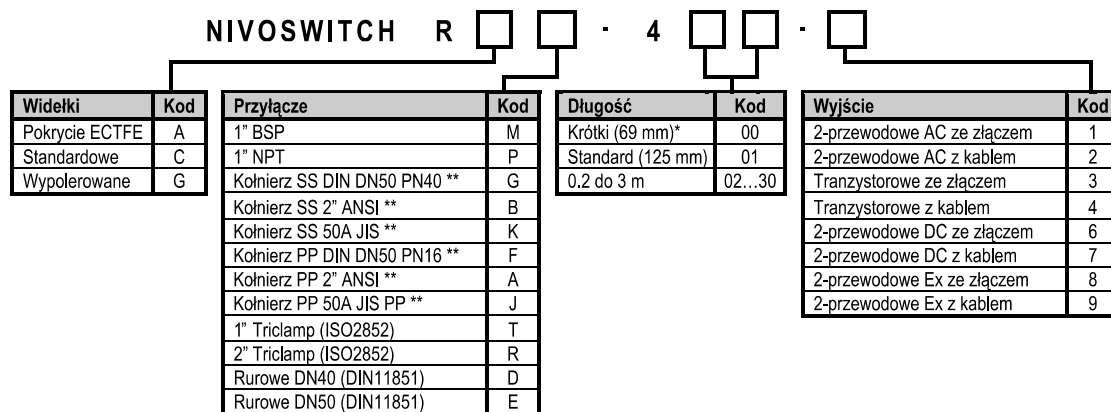 NIVOSWITCH R - 4 -
Widełki Kod
Pokrycie ECTFE A
Standardowe C
Wypolerowane G
Przyłącze Kod
1” BSP M
1” NPT P
Kołnierz SS DIN DN50 PN40 ** G
Kołnierz SS 2” ANSI ** B
Kołnierz SS 50A JIS ** K
Kołnierz PP DIN DN50 PN16 ** F
Kołnierz PP 2” ANSI ** A
Kołnierz PP 50A JIS PP ** J
1” Triclamp (ISO2852) T
2” Triclamp (ISO2852) R
Rurowe DN40 (DIN11851) D
Rurowe DN50 (DIN11851) E
Długość Kod
Krótki (69 mm)* 00
Standard (125 mm) 01
0.2 do 3 m 02…30
Wyjście Kod
2-przewodowe AC ze złączem 1
2-przewodowe AC z kablem 2
Tranzystorowe ze złączem 3
Tranzystorowe z kablem 4
2-przewodowe DC ze złączem 6
2-przewodowe DC z kablem 7
2-przewodowe Ex ze złączem 8
2-przewodowe Ex z kablem 9